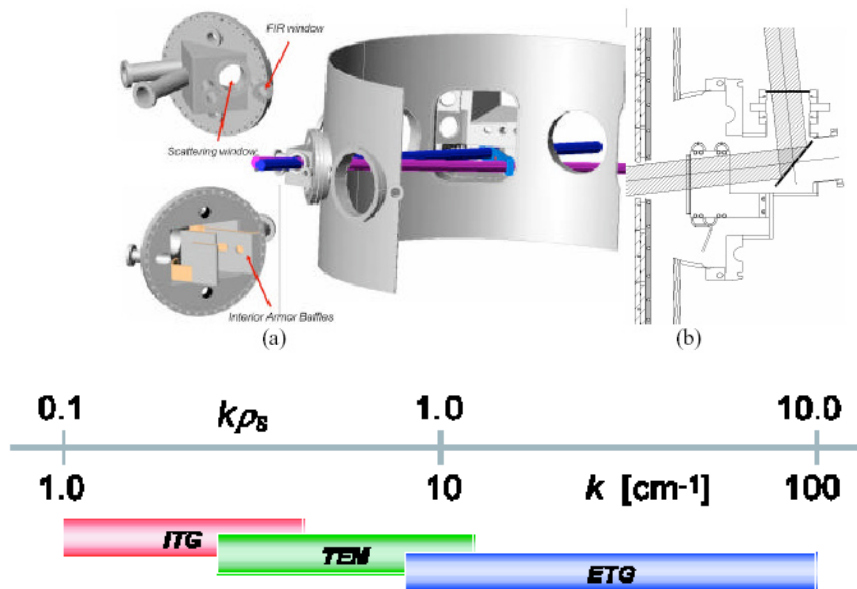 FIR window
Scattering window
Interior Armor Baffles
(a)
(b)
0.1 kρs 1.0 10.0
1.0 10 k [cm-1] 100
ITG
TEM
ETG